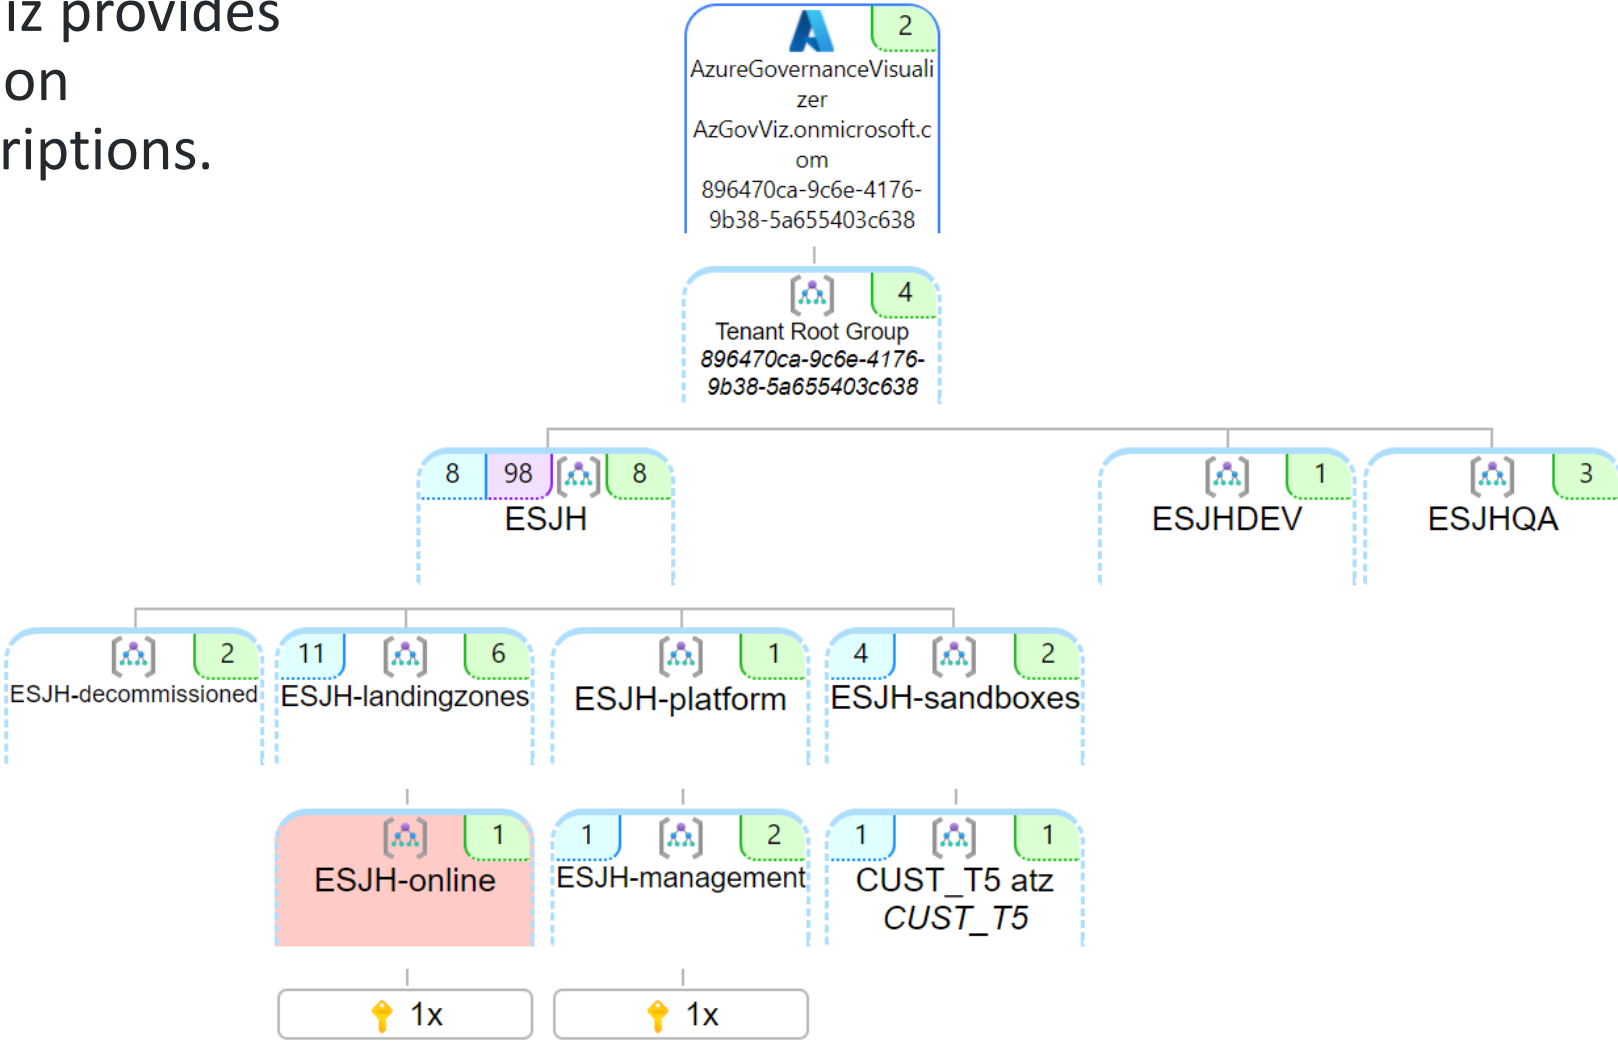 iz provides
on
riptions.
2
AzureGovernanceVisuali
zer
AzGovViz.onmicrosoft.c
om
896470ca-9c6e-4176-
9b38-5a655403c638
4
Tenant Root Group
896470ca-9c6e-4176-
9b38-5a655403c638
8 98 8
ESJH
1
ESJHDEV
3
ESJHQA
2
ESJH-decommissioned
11 6
ESJH-landingzones
1
ESJH-platform
4 2
ESJH-sandboxes
1
ESJH-online
1 2
ESJH-management
1 1
CUST_T5 atz
CUST_T5
1x
1x